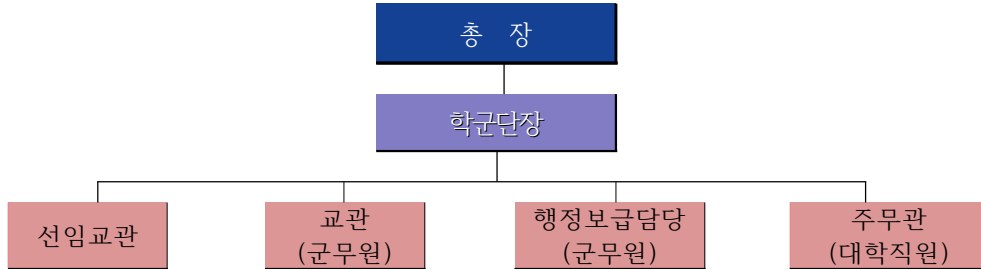 총 장
학군단장
선임교관
교관
(군무원)
행정보급담당
(군무원)
주무관
(대학직원)